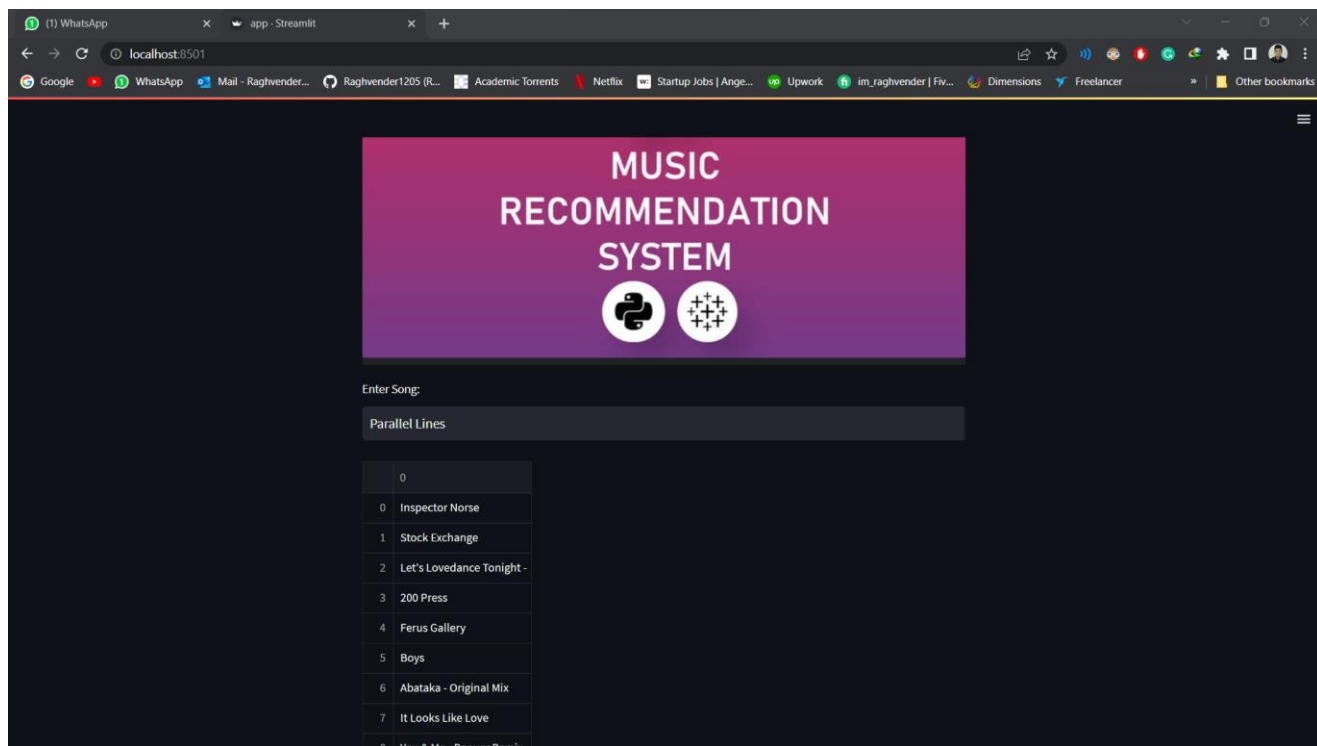 (1) WhatsApp
app · Streamlit
localhost:8501
Google
WhatsApp
Mail - Raghvender...
Raghvender1205 (R...
Academic Torrents
Netflix
Startup Jobs | Ange...
Upwork
im_raghvender | Fiv...
Dimensions
Freelancer
Other bookmarks
MUSIC
RECOMMENDATION
SYSTEM
Enter Song:
Parallel Lines
0
0 Inspector Norse
1 Stock Exchange
2 Let's Lovedance Tonight -
3 200 Press
4 Ferus Gallery
5 Boys
6 Abataka - Original Mix
7 It Looks Like Love